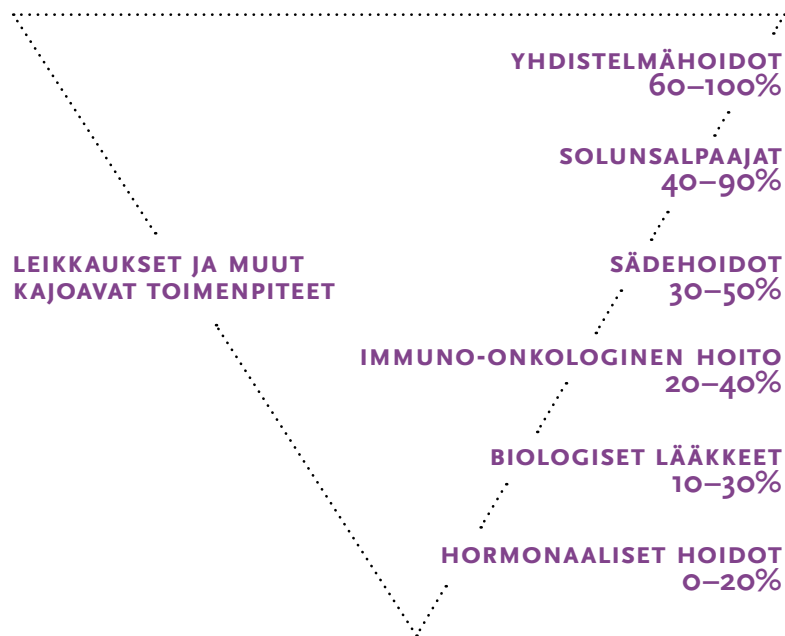 YHDISTELMÄHOIDOT
60–100%
SOLUNSALPAAJAT
40–90%
LEIKKAUKSET JA MUUT
KAJOAVAT TOIMENPITEET
SÄDEHOIDOT
30–50%
IMMUNO-ONKOLOGINEN HOITO
20–40%
BIOLOGISET LÄÄKKEET
10–30%
HORMONAALISET HOIDOT
0–20%